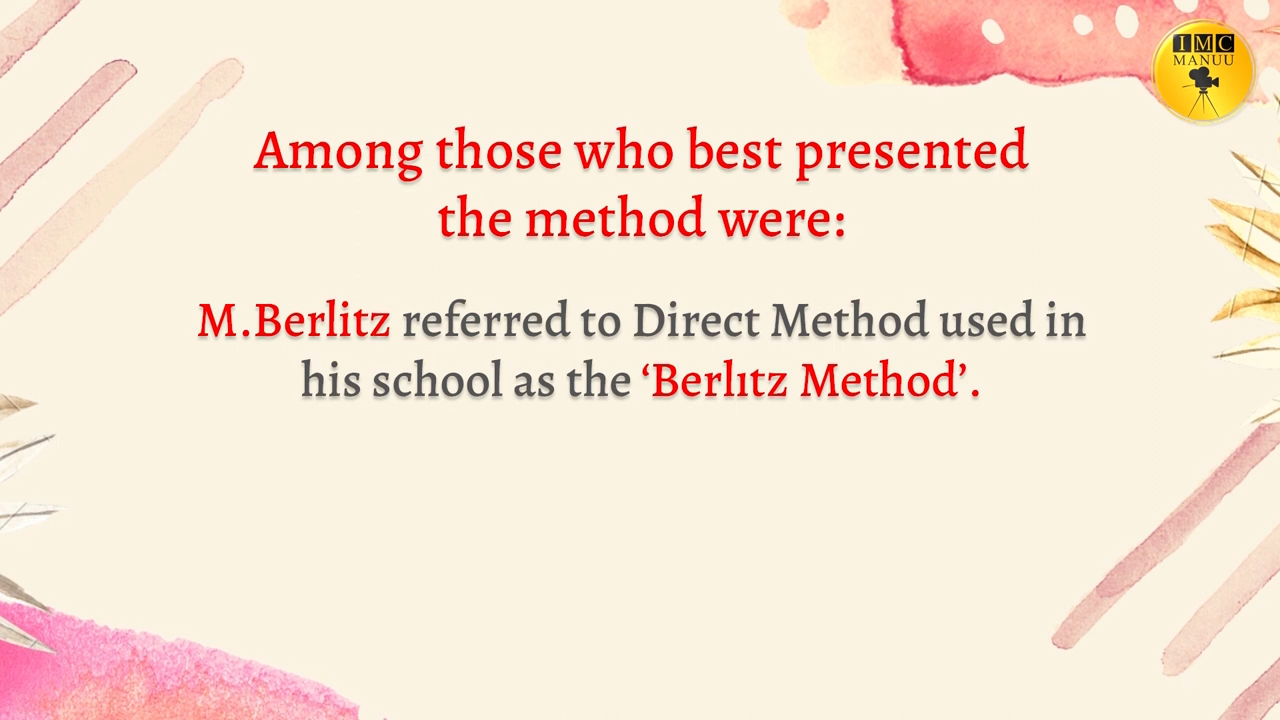 IMC
MANUU
Among those who best presented
the method were:
M.Berlitz referred to Direct Method used in
his school as the ‘Berlıtz Method’.